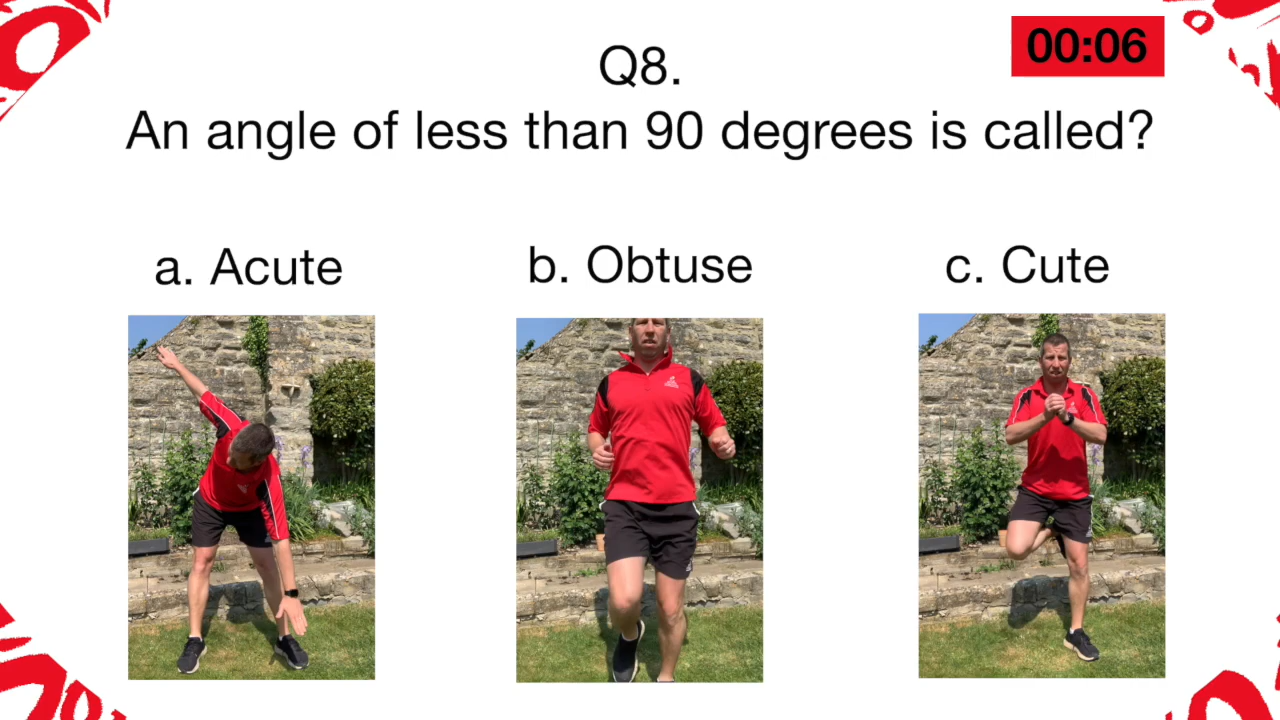 00:06
Q8.
An angle of less than 90 degrees is called?
a. Acute
b. Obtuse
c. Cute